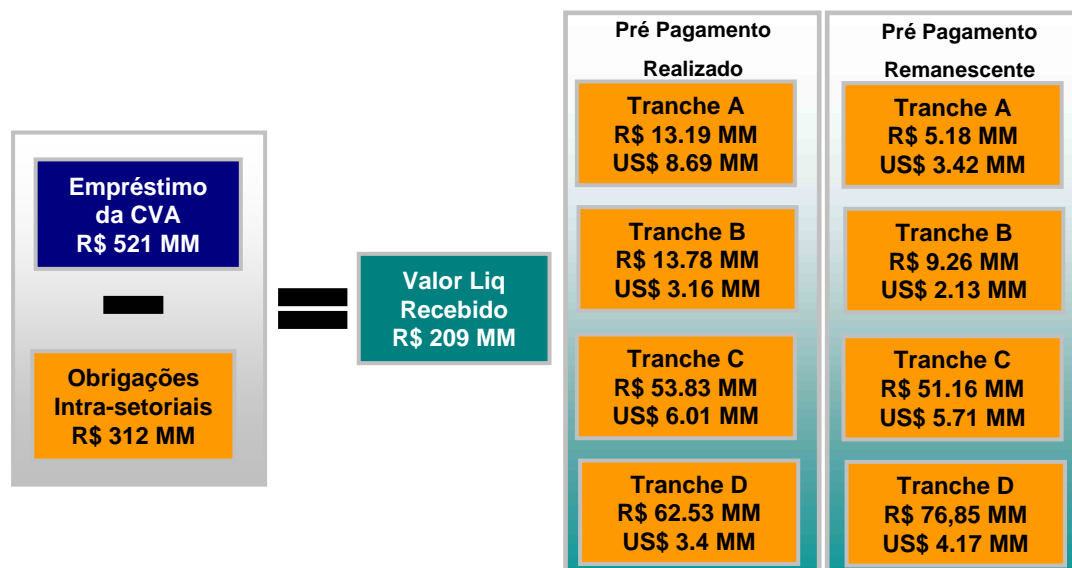 Empréstimo
da CVA
R$ 521 MM
Obrigações
Intra-setoriais
R$ 312 MM
Valor Liq
Recebido
R$ 209 MM
Pré Pagamento
Realizado
Tranche A
R$ 13.19 MM
US$ 8.69 MM
Tranche B
R$ 13.78 MM
US$ 3.16 MM
Tranche C
R$ 53.83 MM
US$ 6.01 MM
Tranche D
R$ 62.53 MM
US$ 3.4 MM
Pré Pagamento
Remanescente
Tranche A
R$ 5.18 MM
US$ 3.42 MM
Tranche B
R$ 9.26 MM
US$ 2.13 MM
Tranche C
R$ 51.16 MM
US$ 5.71 MM
Tranche D
R$ 76,85 MM
US$ 4.17 MM